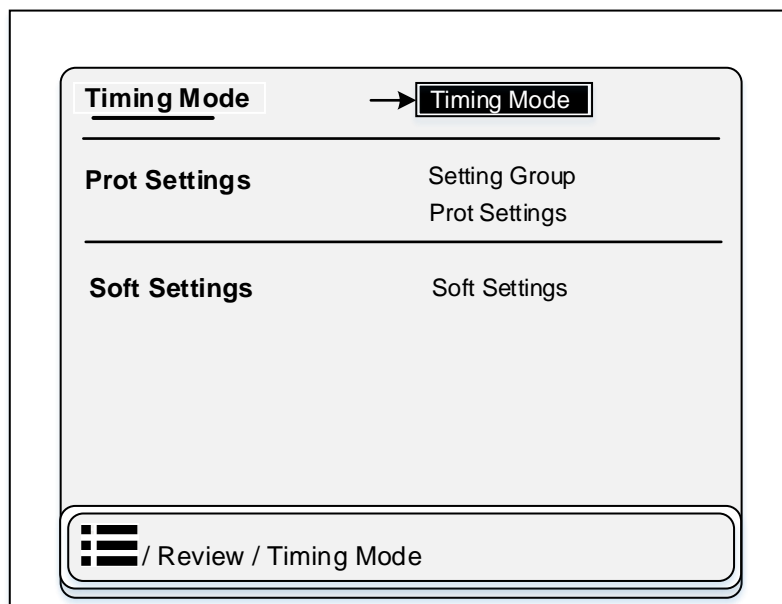 Timing Mode Timing Mode
Prot Settings Setting Group
Prot Settings
Soft Settings Soft Settings
/ Review / Timing Mode